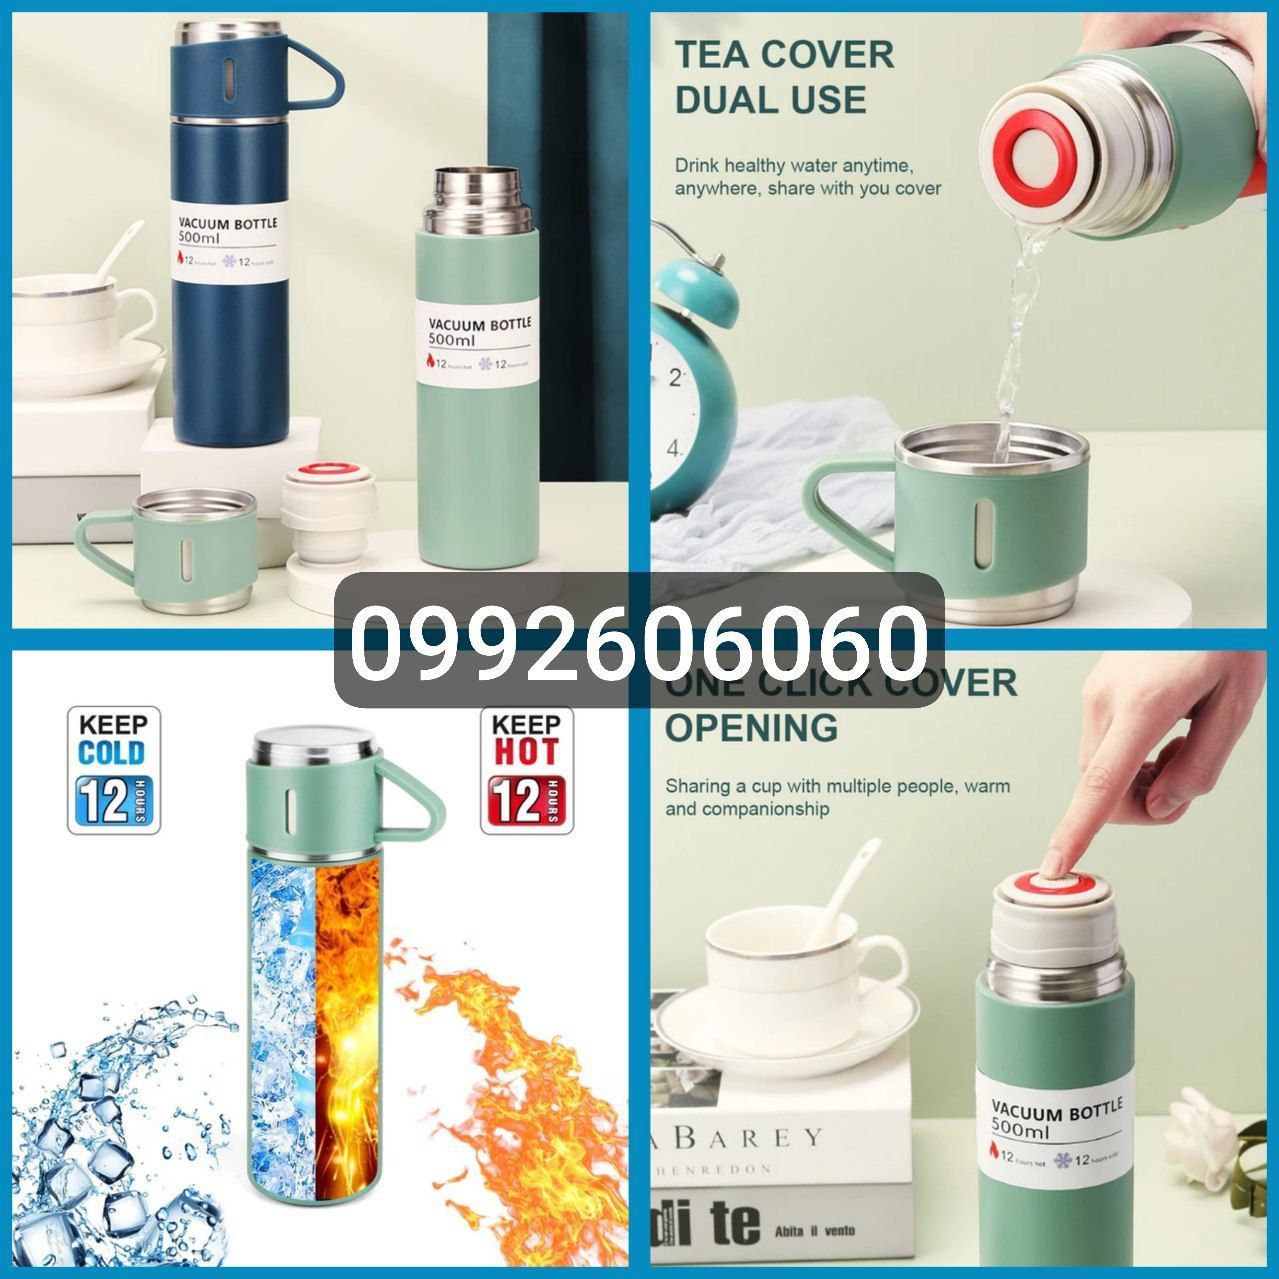 VACUUM BOTTLE
500ml
12 hours hot 12 hours cold
VACUUM BOTTLE
500ml
12 hours hot 12 hours cold
TEA COVER
DUAL USE
Drink healthy water anytime,
anywhere, share with you cover
2
4
0992606060
KEEP
COLD
12 HOURS
KEEP
HOT
12 HOURS
ONE CLICK COVER
OPENING
Sharing a cup with multiple people, warm
and companionship
VACUUM BOTTLE
500ml
12 hours hot 12 hours cold
ABAREY
HENREDON
di te Abita il vento